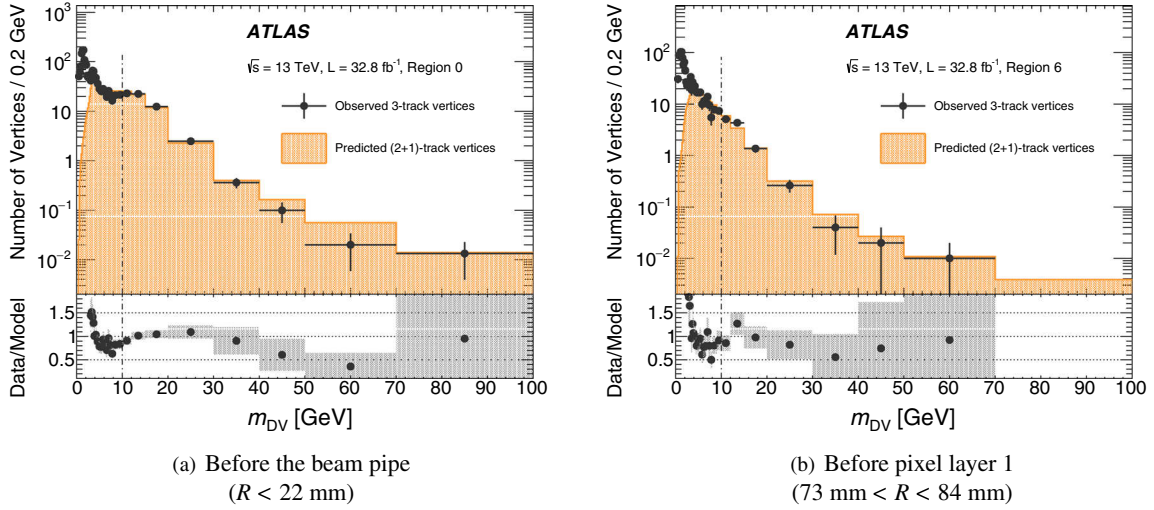 10³
10²
10
1
10⁻¹
10⁻²
Number of Vertices / 0.2 GeV
ATLAS
√s = 13 TeV, L = 32.8 fb⁻¹, Region 0
Observed 3-track vertices
Predicted (2+1)-track vertices
1.5
1
0.5
Data/Model
0 10 20 30 40 50 60 70 80 90 100
m_DV [GeV]
(a) Before the beam pipe
(R < 22 mm)
10²
10
1
10⁻¹
10⁻²
Number of Vertices / 0.2 GeV
ATLAS
√s = 13 TeV, L = 32.8 fb⁻¹, Region 6
Observed 3-track vertices
Predicted (2+1)-track vertices
1.5
1
0.5
Data/Model
0 10 20 30 40 50 60 70 80 90 100
m_DV [GeV]
(b) Before pixel layer 1
(73 mm < R < 84 mm)